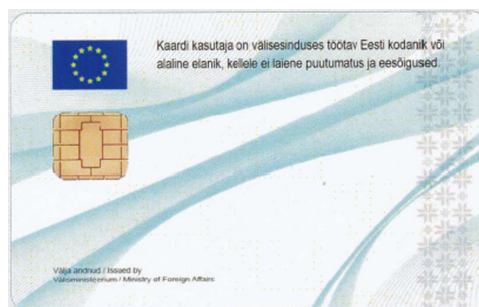 Kaardi kasutaja on välisesinduses töötav Eesti kodanik või
alaline elanik, kellele ei laiene puutumatus ja eesõigused.
Välja andnud / Issued by
Välisministeerium / Ministry of Foreign Affairs